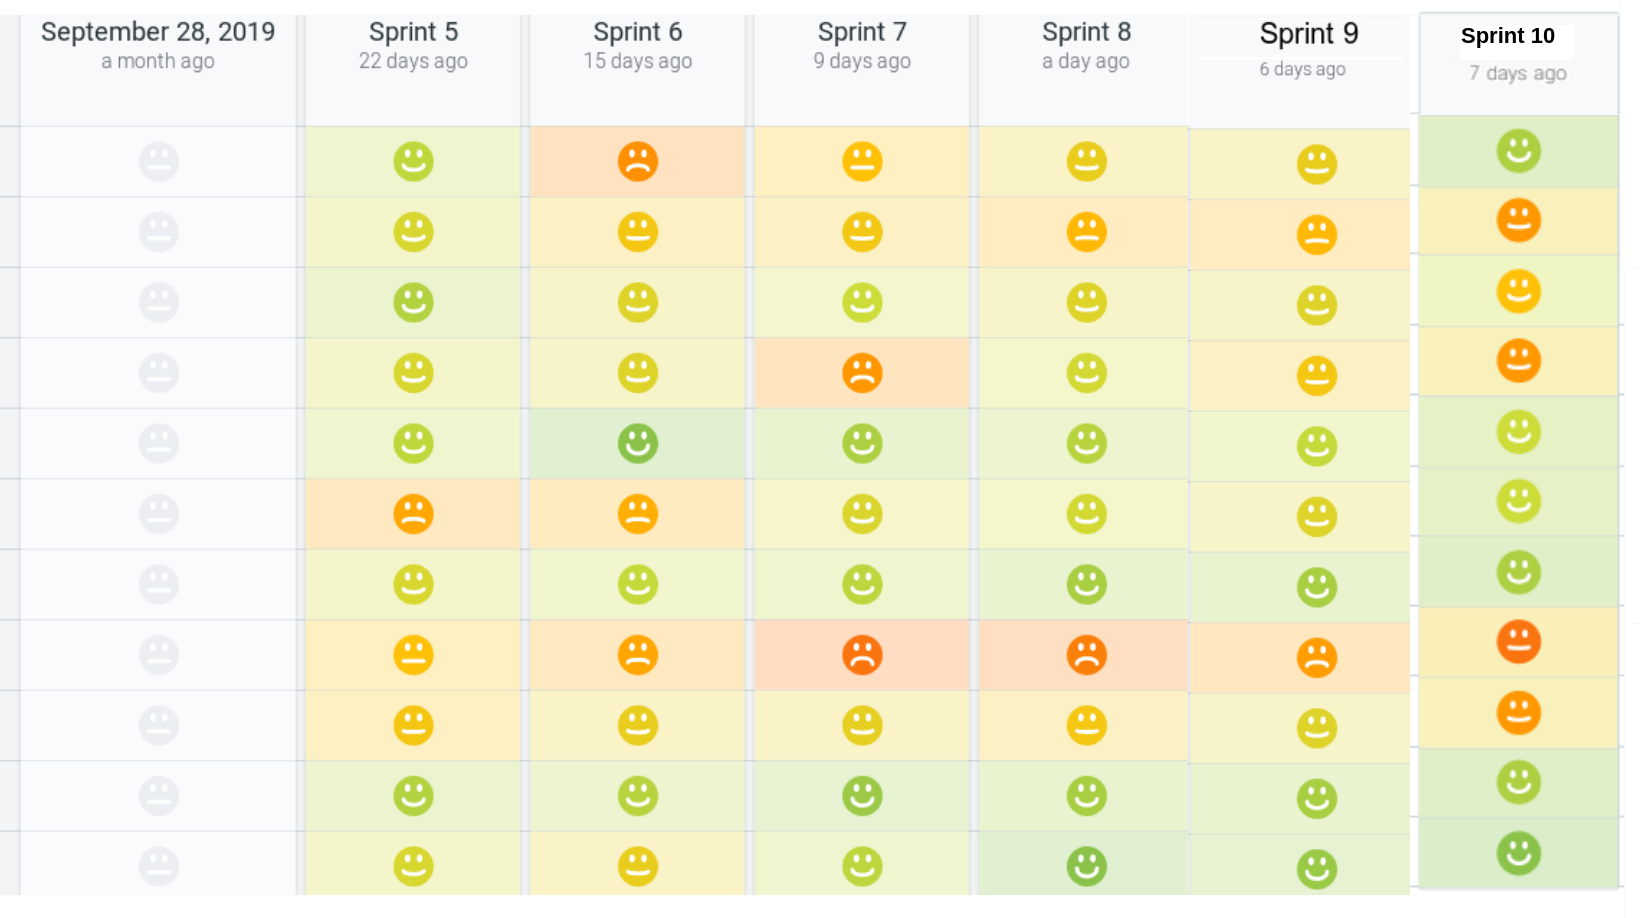 September 28, 2019
a month ago
Sprint 5
22 days ago
Sprint 6
15 days ago
Sprint 7
9 days ago
Sprint 8
a day ago
Sprint 9
6 days ago
Sprint 10
7 days ago